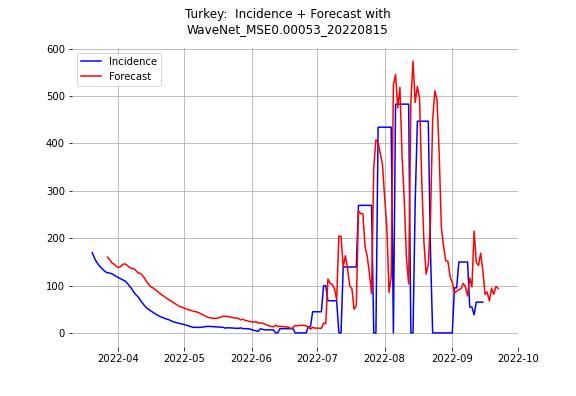 Turkey:  Incidence + Forecast with
WaveNet_MSE0.00053_20220815
Incidence
Forecast
600
500
400
300
200
100
0
2022-04 2022-05 2022-06 2022-07 2022-08 2022-09 2022-10